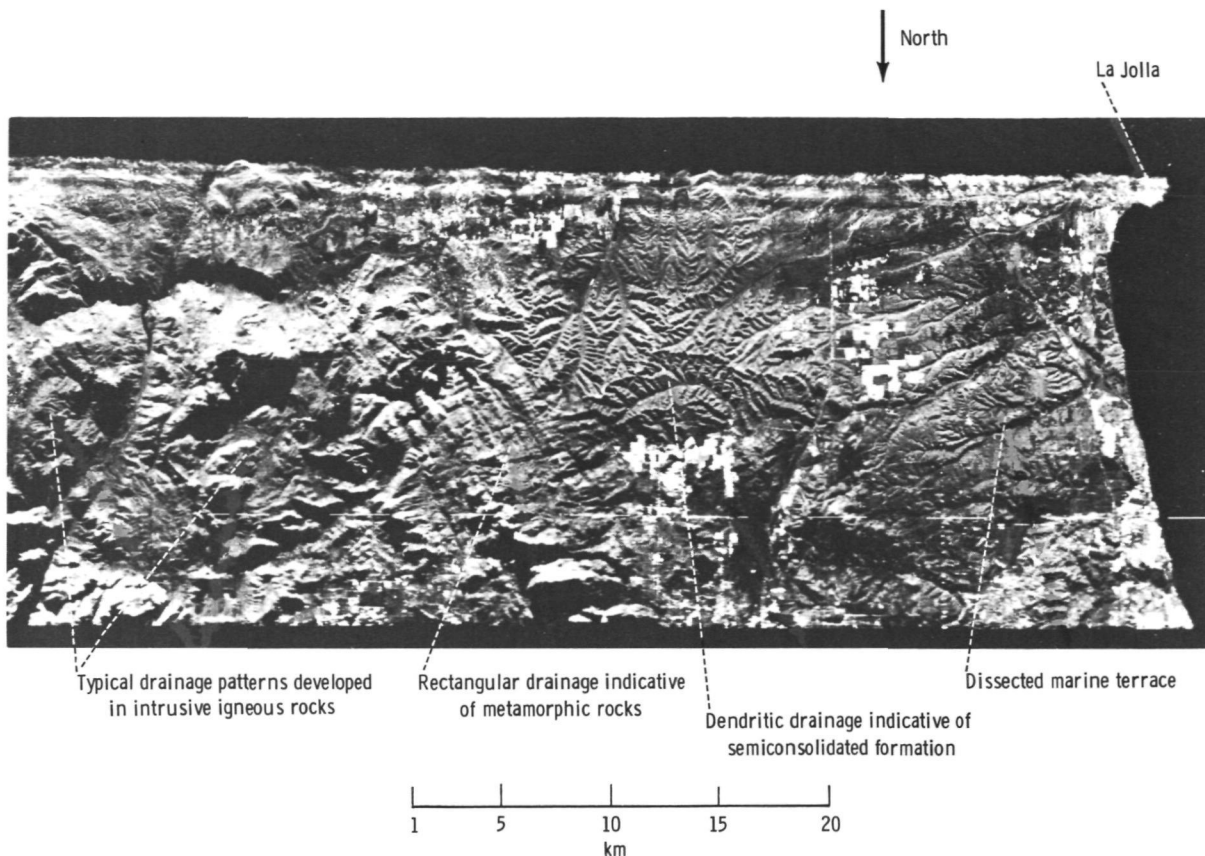 North
La Jolla
Typical drainage patterns developed
in intrusive igneous rocks
Rectangular drainage indicative
of metamorphic rocks
Dendritic drainage indicative of
semiconsolidated formation
Dissected marine terrace
1 5 10 15 20
km